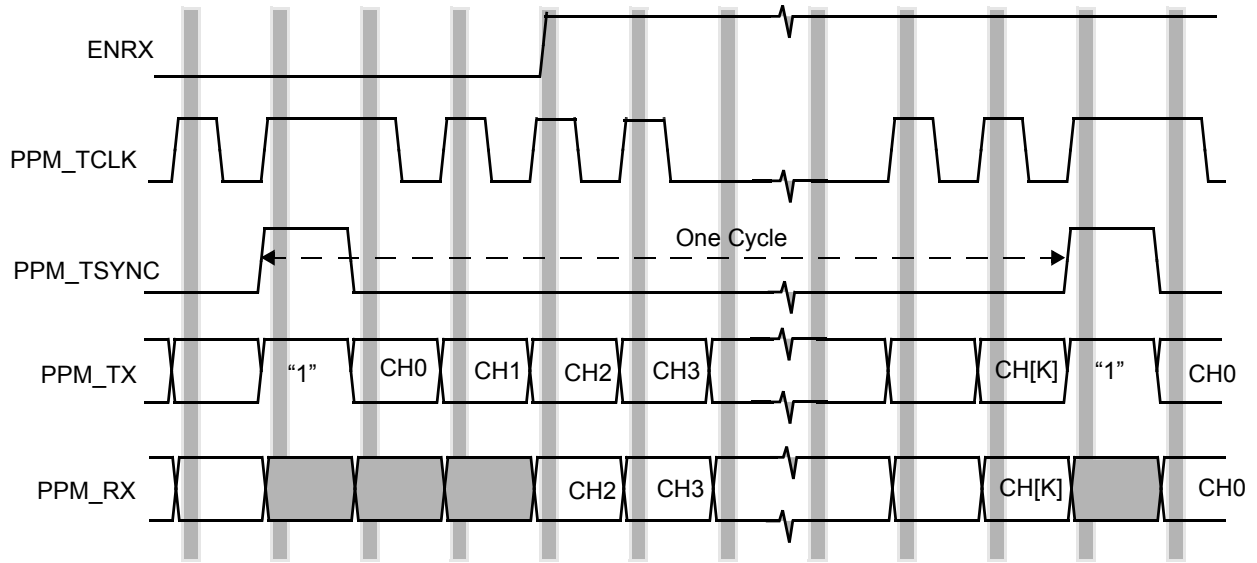 ENRX
PPM_TCLK
One Cycle
PPM_TSYNC
PPM_TX
“1” CH0 CH1 CH2 CH3 CH[K] “1” CH0
PPM_RX
CH2 CH3 CH[K] CH0